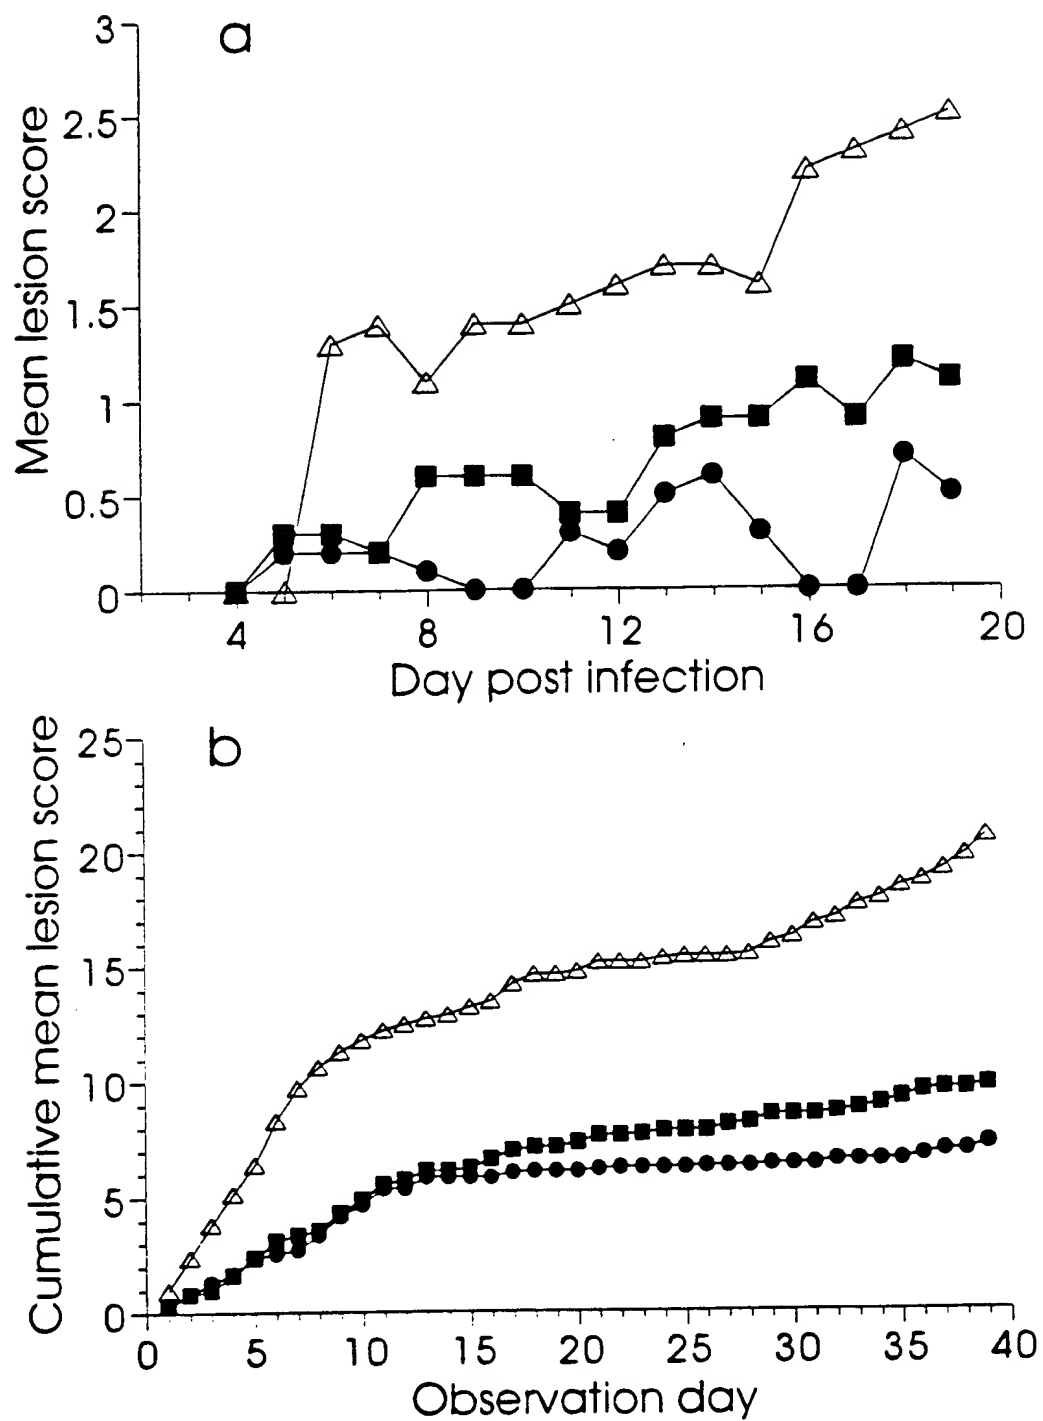 a
Mean lesion score
3
2.5
2
1.5
1
0.5
0
4 8 12 16 20
Day post infection
b
Cumulative mean lesion score
25
20
15
10
5
0
0 5 10 15 20 25 30 35 40
Observation day